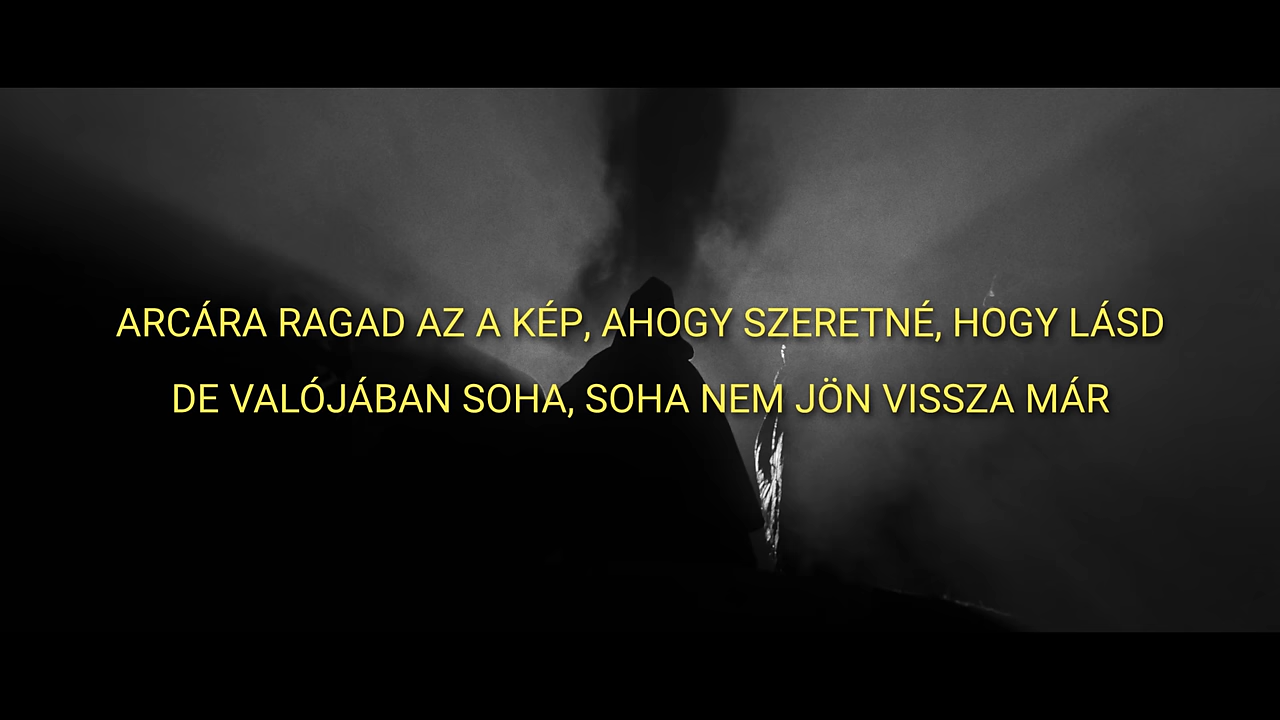 ARCÁRA RAGAD AZ A KÉP, AHOGY SZERETNÉ, HOGY LÁSD
DE VALÓJÁBAN SOHA, SOHA NEM JÖN VISSZA MÁR